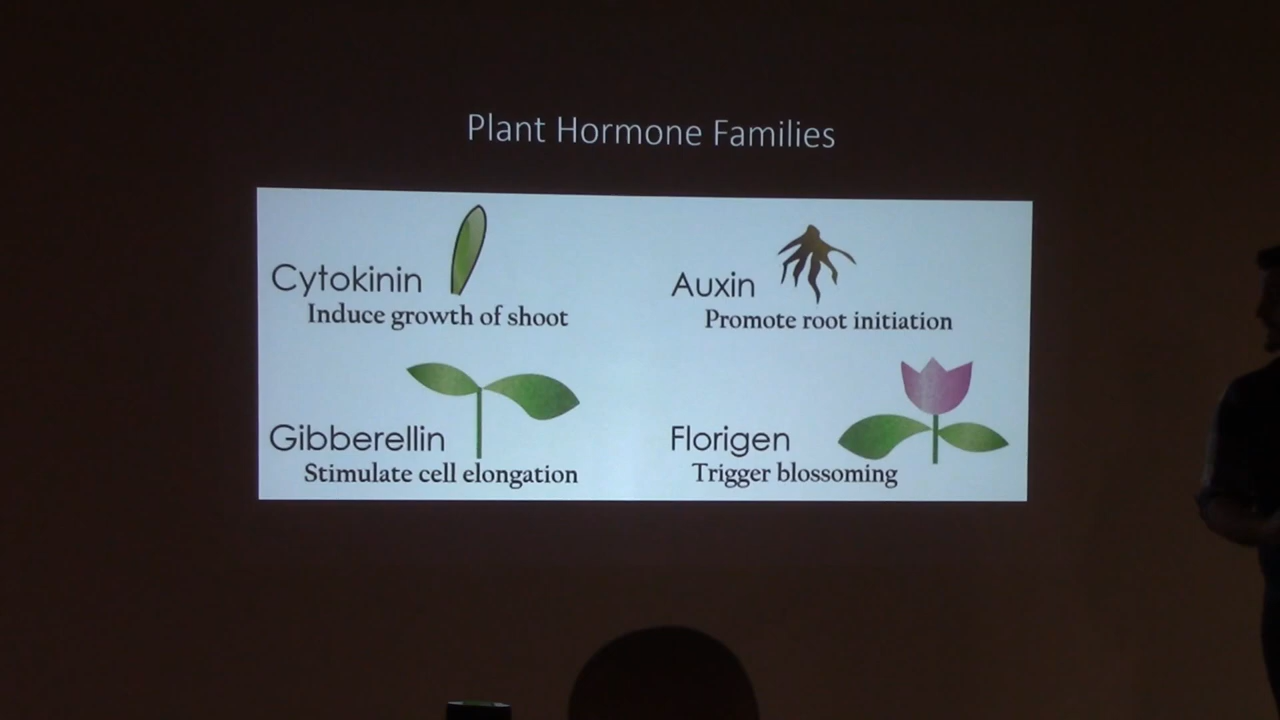 Plant Hormone Families
Cytokinin
Induce growth of shoot
Auxin
Promote root initiation
Gibberellin
Stimulate cell elongation
Florigen
Trigger blossoming